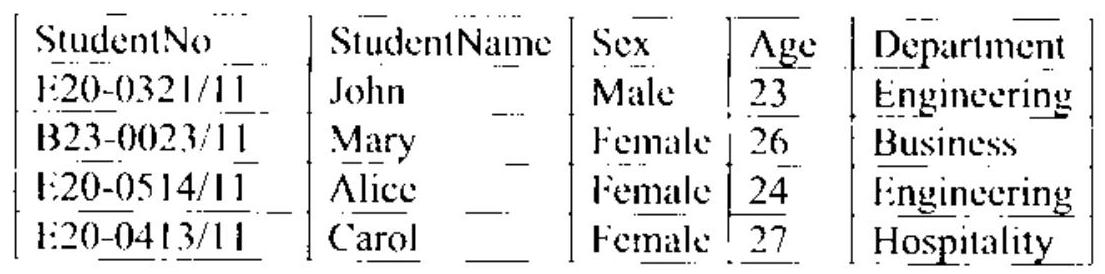 StudentNo StudentName Sex Age Department
E20-0321/11 John Male 23 Engineering
B23-0023/11 Mary Female 26 Business
E20-0514/11 Alice Female 24 Engineering
E20-0413/11 Carol Female 27 Hospitality